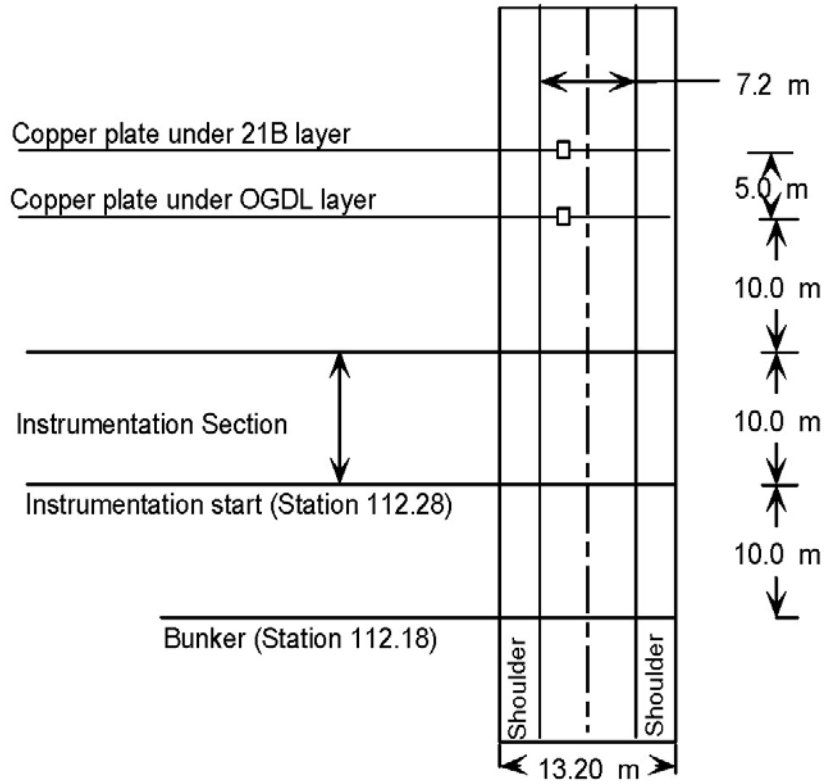 7.2 m
Copper plate under 21B layer
5.0 m
Copper plate under OGDL layer
10.0 m
Instrumentation Section
10.0 m
Instrumentation start (Station 112.28)
10.0 m
Bunker (Station 112.18)
Shoulder
Shoulder
13.20 m